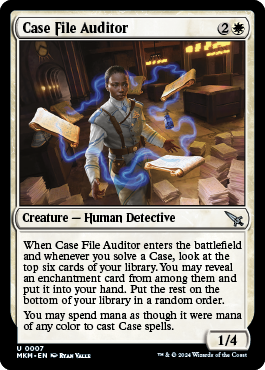 Case File Auditor 2
Creature — Human Detective
When Case File Auditor enters the battlefield
and whenever you solve a Case, look at the
top six cards of your library. You may reveal
an enchantment card from among them and
put it into your hand. Put the rest on the
bottom of your library in a random order.
You may spend mana as though it were mana
of any color to cast Case spells.
1/4
U 0007
MKM • EN Ryan Valle
™ & © 2024 Wizards of the Coast